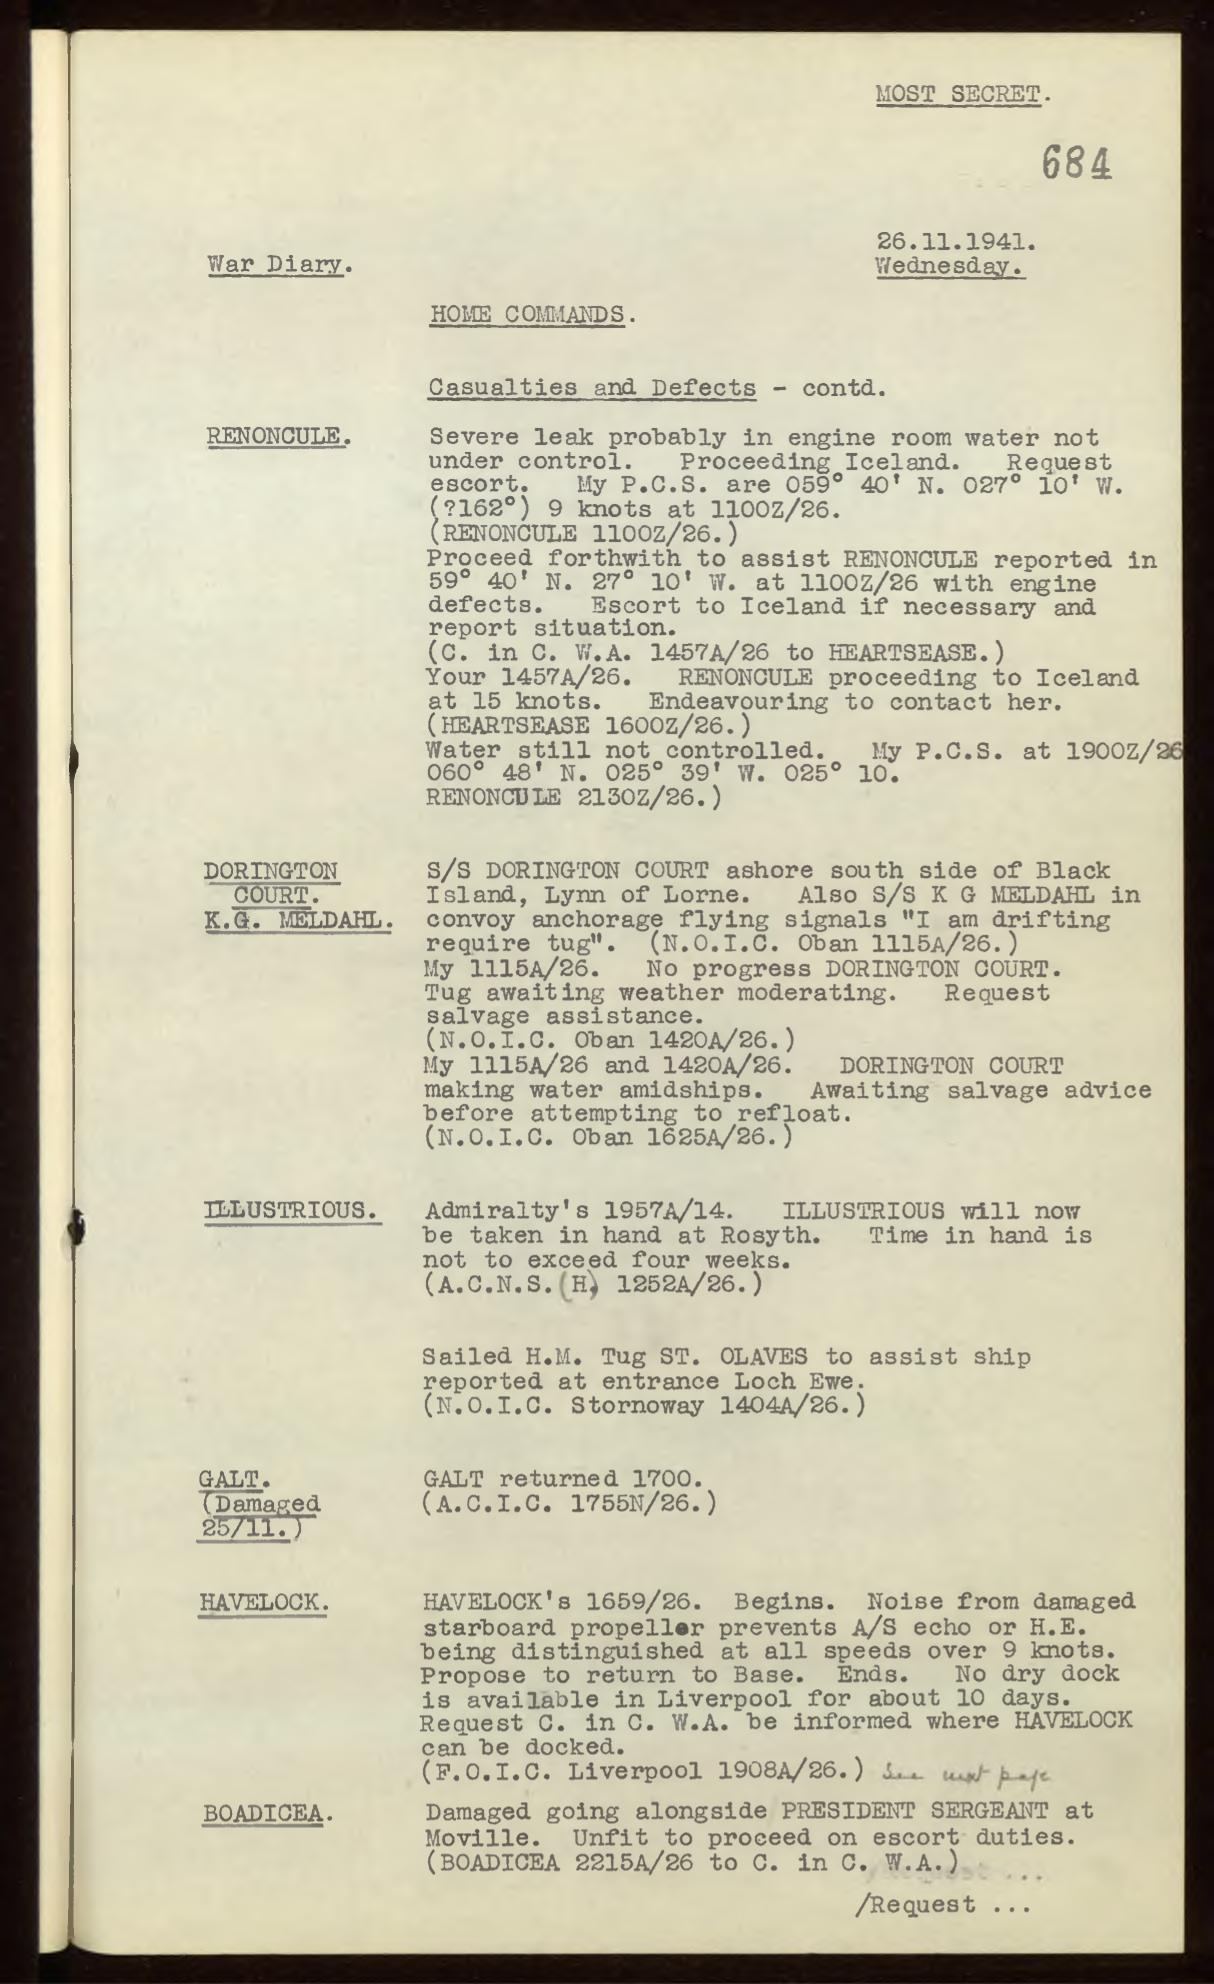 MOST SECRET.
684
26.11.1941.
War Diary.
Wednesday.
HOME COMMANDS.
Casualties and Defects - contd.
RENONCULE.
Severe leak probably in engine room water not
under control. Proceeding Iceland. Request
escort. My P.C.S. are 059° 40' N. 027° 10' W.
(?162°) 9 knots at 1100Z/26.
(RENONCULE 1100Z/26.)
Proceed forthwith to assist RENONCULE reported in
59° 40' N. 27° 10' W. at 1100Z/26 with engine
defects. Escort to Iceland if necessary and
report situation.
(C. in C. W.A. 1457A/26 to HEARTSEASE.)
Your 1457A/26. RENONCULE proceeding to Iceland
at 15 knots. Endeavouring to contact her.
(HEARTSEASE 1600Z/26.)
Water still not controlled. My P.C.S. at 1900Z/26
060° 48' N. 025° 39' W. 025° 10.
RENONCULE 2130Z/26.)
DORINGTON
COURT.
K.G. MELDAHL.
S/S DORINGTON COURT ashore south side of Black
Island, Lynn of Lorne. Also S/S K G MELDAHL in
convoy anchorage flying signals "I am drifting
require tug". (N.O.I.C. Oban 1115A/26.)
My 1115A/26. No progress DORINGTON COURT.
Tug awaiting weather moderating. Request
salvage assistance.
(N.O.I.C. Oban 1420A/26.)
My 1115A/26 and 1420A/26. DORINGTON COURT
making water amidships. Awaiting salvage advice
before attempting to refloat.
(N.O.I.C. Oban 1625A/26.)
ILLUSTRIOUS.
Admiralty's 1957A/14. ILLUSTRIOUS will now
be taken in hand at Rosyth. Time in hand is
not to exceed four weeks.
(A.C.N.S.(H) 1252A/26.)
Sailed H.M. Tug ST. OLAVES to assist ship
reported at entrance Loch Ewe.
(N.O.I.C. Stornoway 1404A/26.)
GALT.
(Damaged
25/11.)
GALT returned 1700.
(A.C.I.C. 1755N/26.)
HAVELOCK.
HAVELOCK's 1659/26. Begins. Noise from damaged
starboard propeller prevents A/S echo or H.E.
being distinguished at all speeds over 9 knots.
Propose to return to Base. Ends. No dry dock
is available in Liverpool for about 10 days.
Request C. in C. W.A. be informed where HAVELOCK
can be docked.
(F.O.I.C. Liverpool 1908A/26.) See next page
BOADICEA.
Damaged going alongside PRESIDENT SERGEANT at
Moville. Unfit to proceed on escort duties.
(BOADICEA 2215A/26 to C. in C. W.A.)
/Request ...